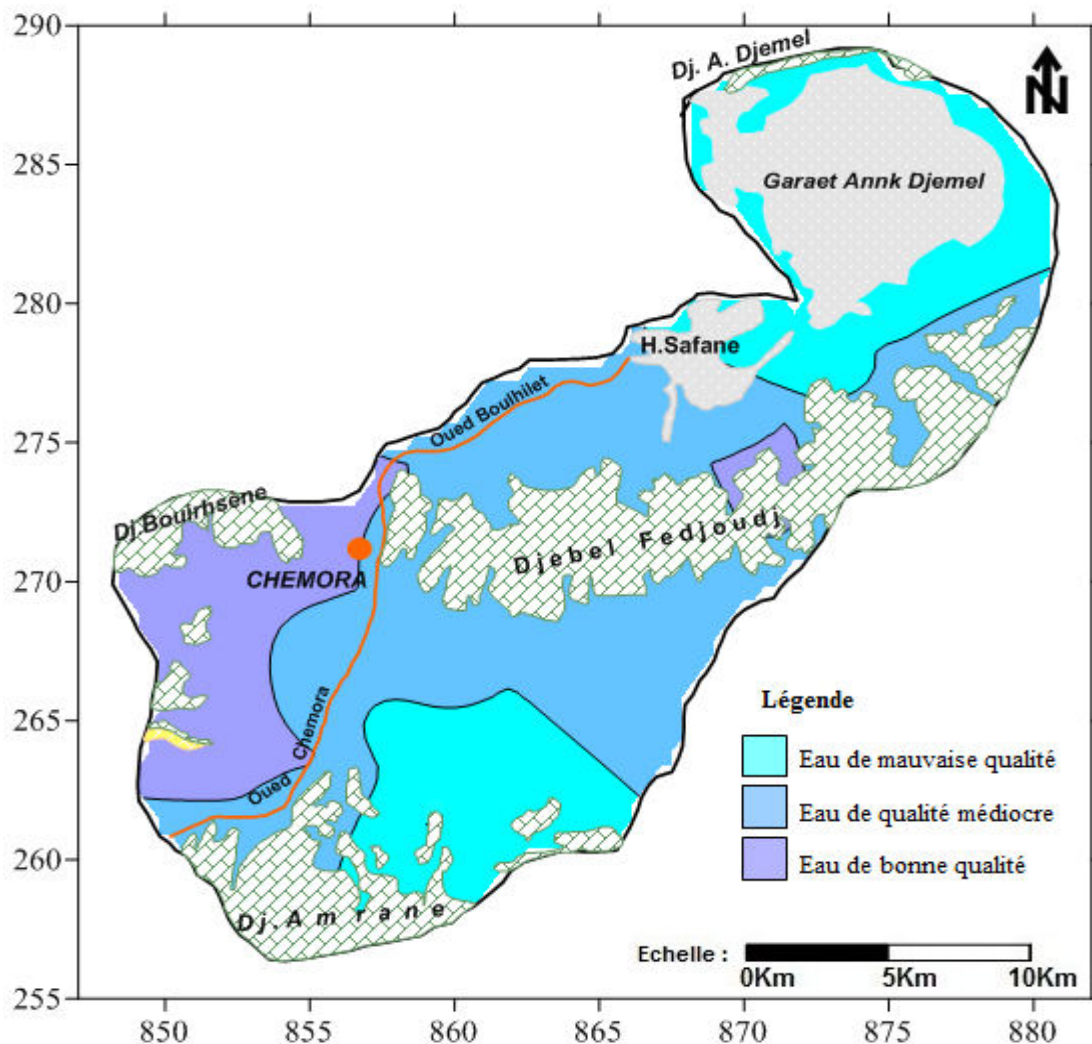 290
285
280
275
270
265
260
255
Dj. A. Djemel
N
Garaet Annk Djemel
H.Safane
Oued Boulhilet
Dj.Bouirhsene
CHEMORA
Djebel Fedjoudj
Oued Chemora
Dj.Amrane
Légende
Eau de mauvaise qualité
Eau de qualité médiocre
Eau de bonne qualité
Echelle :
0Km 5Km 10Km
850 855 860 865 870 875 880